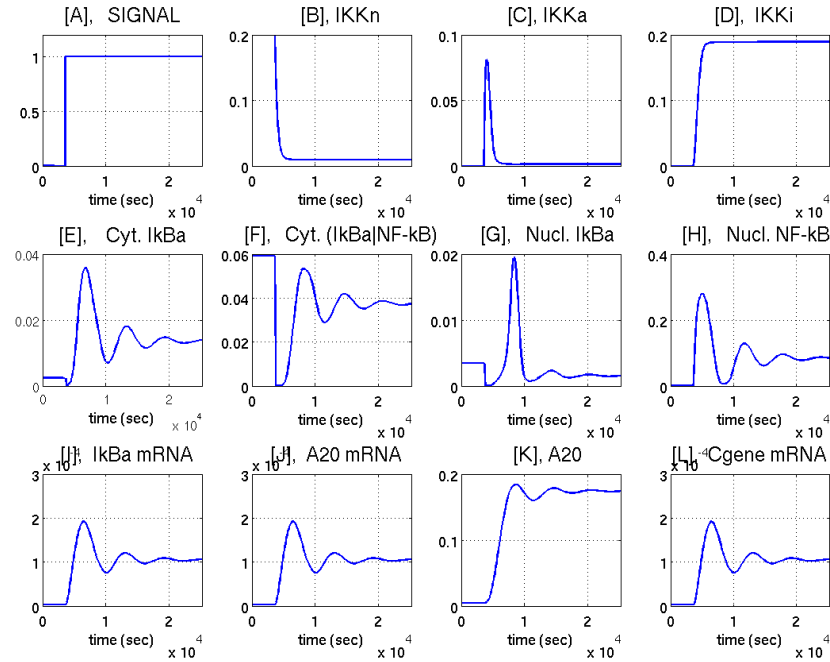 [A], SIGNAL
[B], IKKn
[C], IKKa
[D], IKKi
1
0.5
0
0 1 2
time (sec)
x 10 4
0.2
0.1
0
0 1 2
time (sec)
x 10 4
0.1
0.05
0
0 1 2
time (sec)
x 10 4
0.2
0.1
0
0 1 2
time (sec)
x 10 4
[E], Cyt. IkBa
[F], Cyt. (IkBa|NF-kB)
[G], Nucl. IkBa
[H], Nucl. NF-kB
0.04
0.02
0
0 1 2
time (sec)
x 10 4
0.06
0.04
0.02
0
0 1 2
time (sec)
x 10 4
0.02
0.01
0
0 1 2
time (sec)
x 10 4
0.4
0.2
0
0 1 2
time (sec)
x 10 4
IkBa mRNA
[J], A20 mRNA
[K], A20
[L], Cgene mRNA
x 10
3
2
1
0
0 1 2
time (sec)
x 10 4
x 10
3
2
1
0
0 1 2
time (sec)
x 10 4
0.2
0.1
0
0 1 2
time (sec)
x 10 4
x 10 -4
3
2
1
0
0 1 2
time (sec)
x 10 4